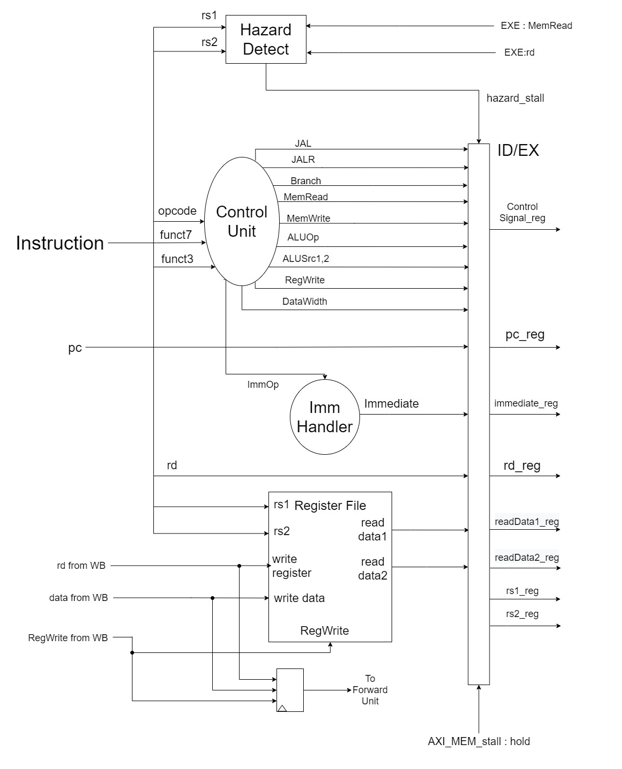 rs1
rs2
Hazard
Detect
EXE : MemRead
EXE:rd
hazard_stall
ID/EX
JAL
JALR
Branch
MemRead
MemWrite
ALUOp
ALUSrc1,2
RegWrite
DataWidth
Control
Unit
opcode
funct7
funct3
Instruction
Control
Signal_reg
pc
pc_reg
ImmOp
Imm
Handler
Immediate
immediate_reg
rd
rd_reg
rs1 Register File
rs2
read
data1
read
data2
write
register
write data
RegWrite
readData1_reg
readData2_reg
rs1_reg
rs2_reg
rd from WB
data from WB
RegWrite from WB
To
Forward
Unit
AXI_MEM_stall : hold